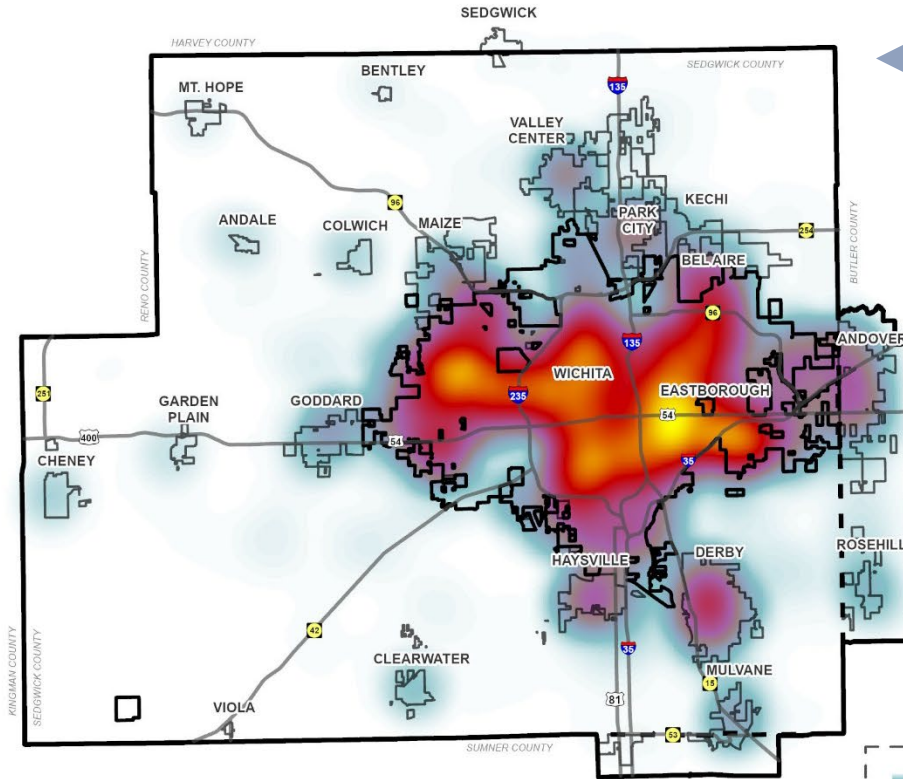 SEDGWICK
HARVEY COUNTY
SEDGWICK COUNTY
BENTLEY
MT. HOPE
135
VALLEY
CENTER
96
KECHI
PARK
CITY
ANDALE
COLWICH
MAIZE
254
BEL AIRE
BUTLER COUNTY
RENO COUNTY
96
ANDOVER
135
WICHITA
EASTBOROUGH
251
235
GARDEN
PLAIN
GODDARD
54
400
54
CHENEY
35
HAYSVILLE
DERBY
ROSEHILL
42
35
CLEARWATER
KINGMAN COUNTY
SEDGWICK COUNTY
MULVANE
15
81
VIOLA
53
SUMNER COUNTY